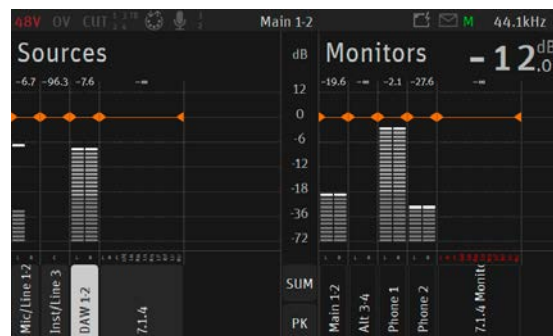 48V OV CUT Main 1-2 M 44.1kHz
Sources dB Monitors -12.0 dB
-6.7 -96.3 -7.6 -∞ -19.6 -∞ -2.1 -27.6 -∞
12
0
-6
-12
-18
-36
-72
SUM
PK
Mic/Line 1-2
Inst/Line 3
DAW 1-2
7.1.4
Main 1-2
Alt 3-4
Phone 1
Phone 2
7.1.4 Monito